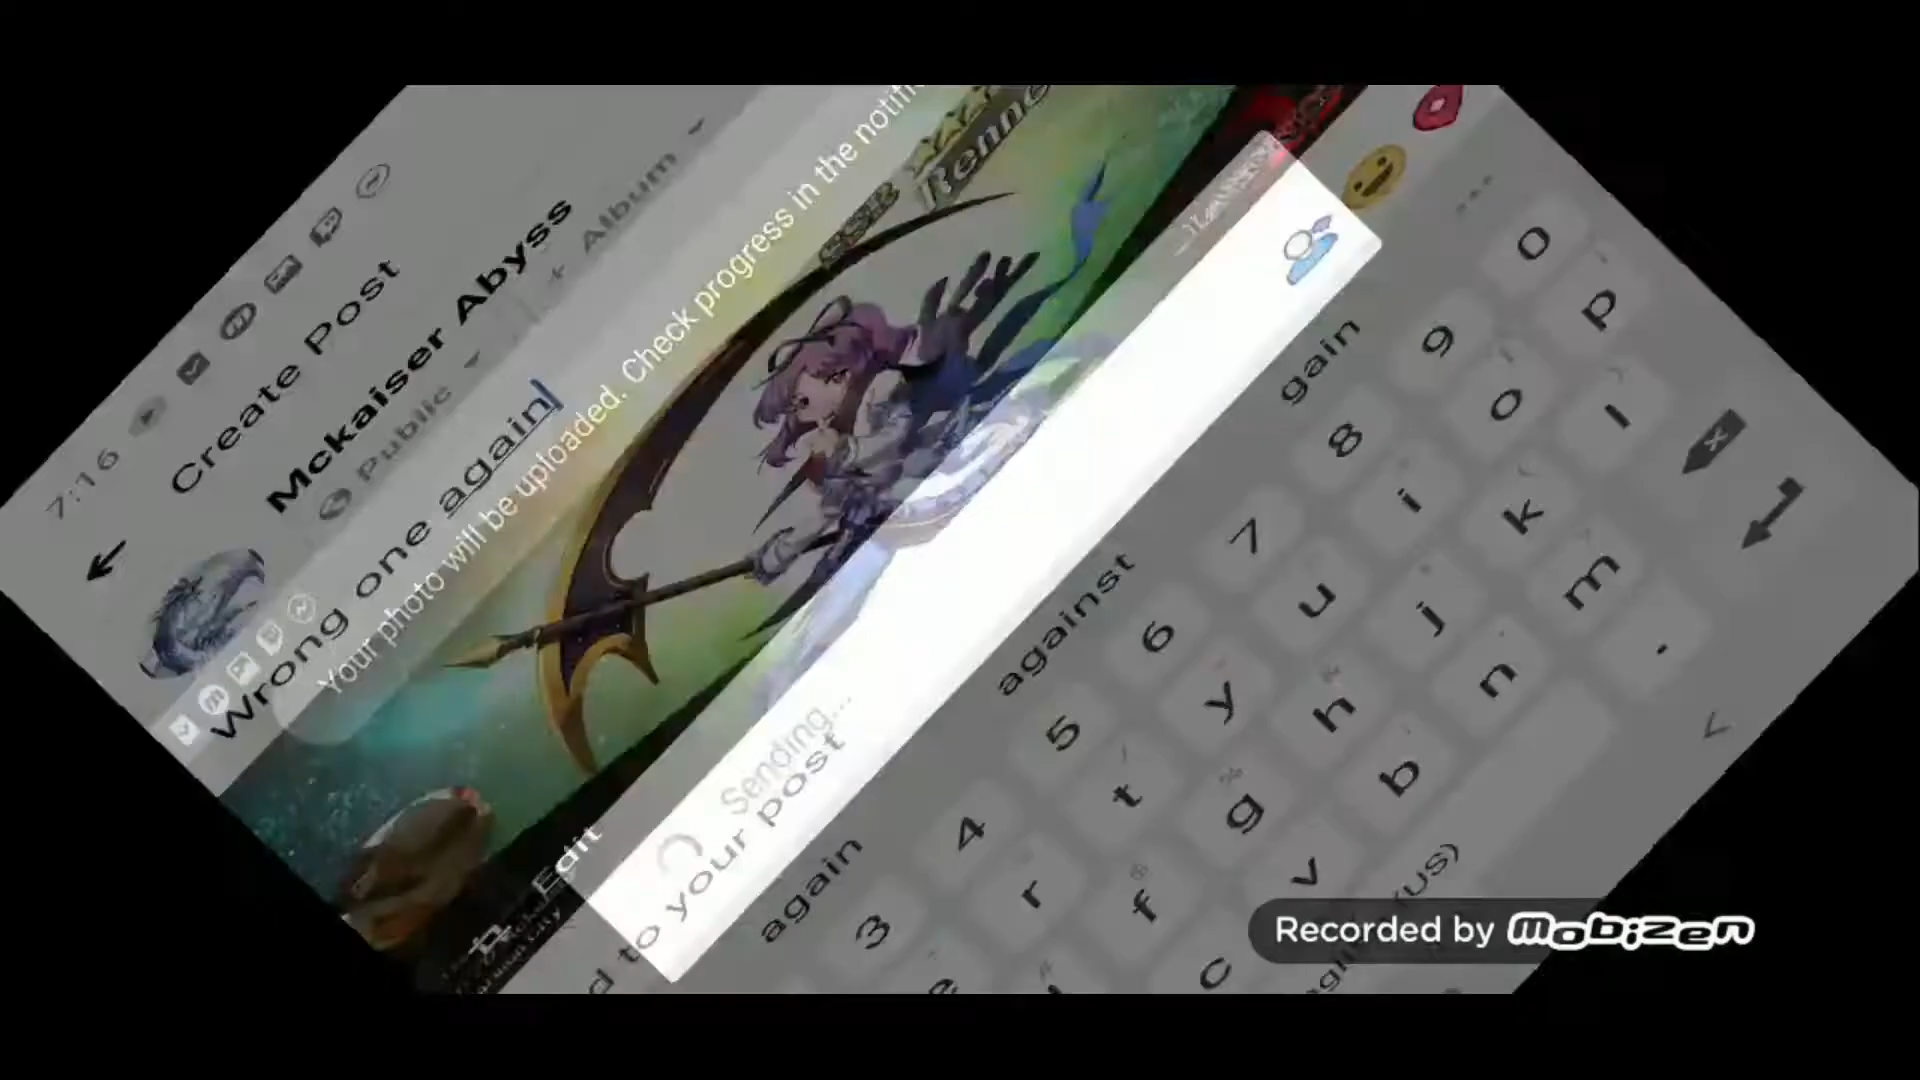 7:16
Create Post
Mckaiser Abyss
Public
+ Album
Wrong one again
Your photo will be uploaded. Check progress in the
SSR
Edit
Sending...
to your post
again
against
gain
3 4 5 6 7 8 9 0
e r t y u i o p
f g h j k l
c v b n m .
(US)
Recorded by mobizen